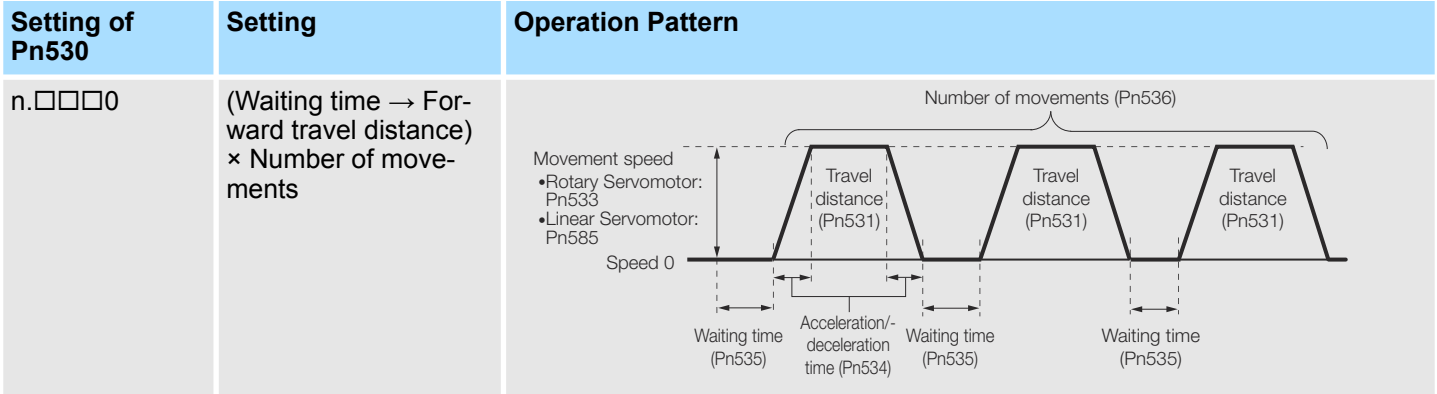 Setting of
Pn530
Setting
Operation Pattern
n.□□□0
(Waiting time → For-
ward travel distance)
× Number of move-
ments
Number of movements (Pn536)
Movement speed
•Rotary Servomotor:
Pn533
•Linear Servomotor:
Pn585
Speed 0
Travel
distance
(Pn531)
Travel
distance
(Pn531)
Travel
distance
(Pn531)
Waiting time
(Pn535)
Acceleration/-
deceleration
time (Pn534)
Waiting time
(Pn535)
Waiting time
(Pn535)